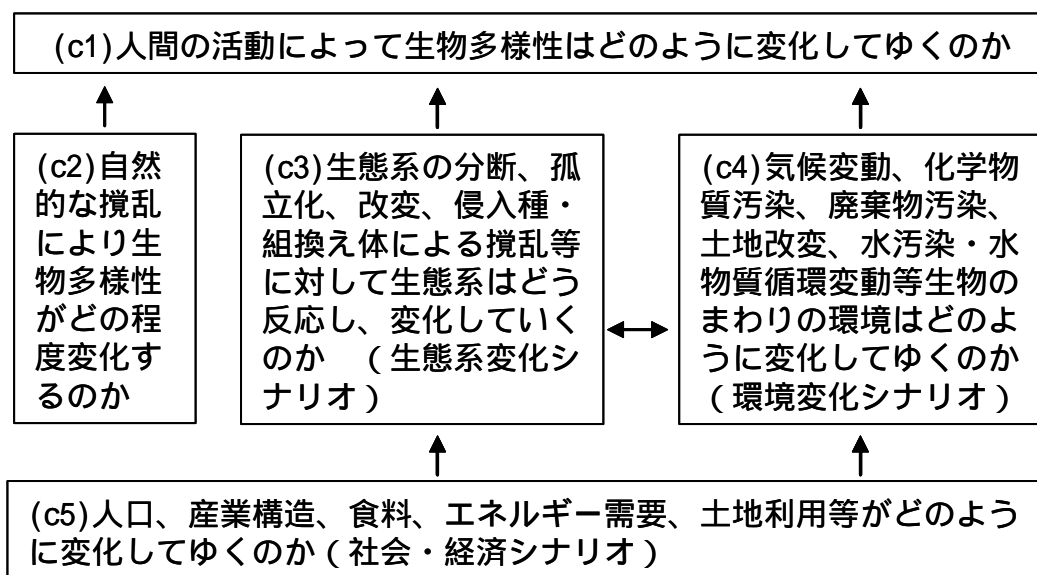 (c1)人間の活動によって生物多様性はどのように変化してゆくのか
(c2)自然
的な撹乱
により生
物多様性
がどの程
度変化す
るのか
(c3)生態系の分断、孤
立化、改変、侵入種・
組換え体による撹乱等
に対して生態系はどう
反応し、変化していく
のか （生態系変化シ
ナリオ）
(c4)気候変動、化学物
質汚染、廃棄物汚染、
土地改変、水汚染・水
物質循環変動等生物の
まわりの環境はどのよ
うに変化してゆくのか
（環境変化シナリオ）
(c5)人口、産業構造、食料、エネルギー需要、土地利用等がどのよう
に変化してゆくのか（社会・経済シナリオ）